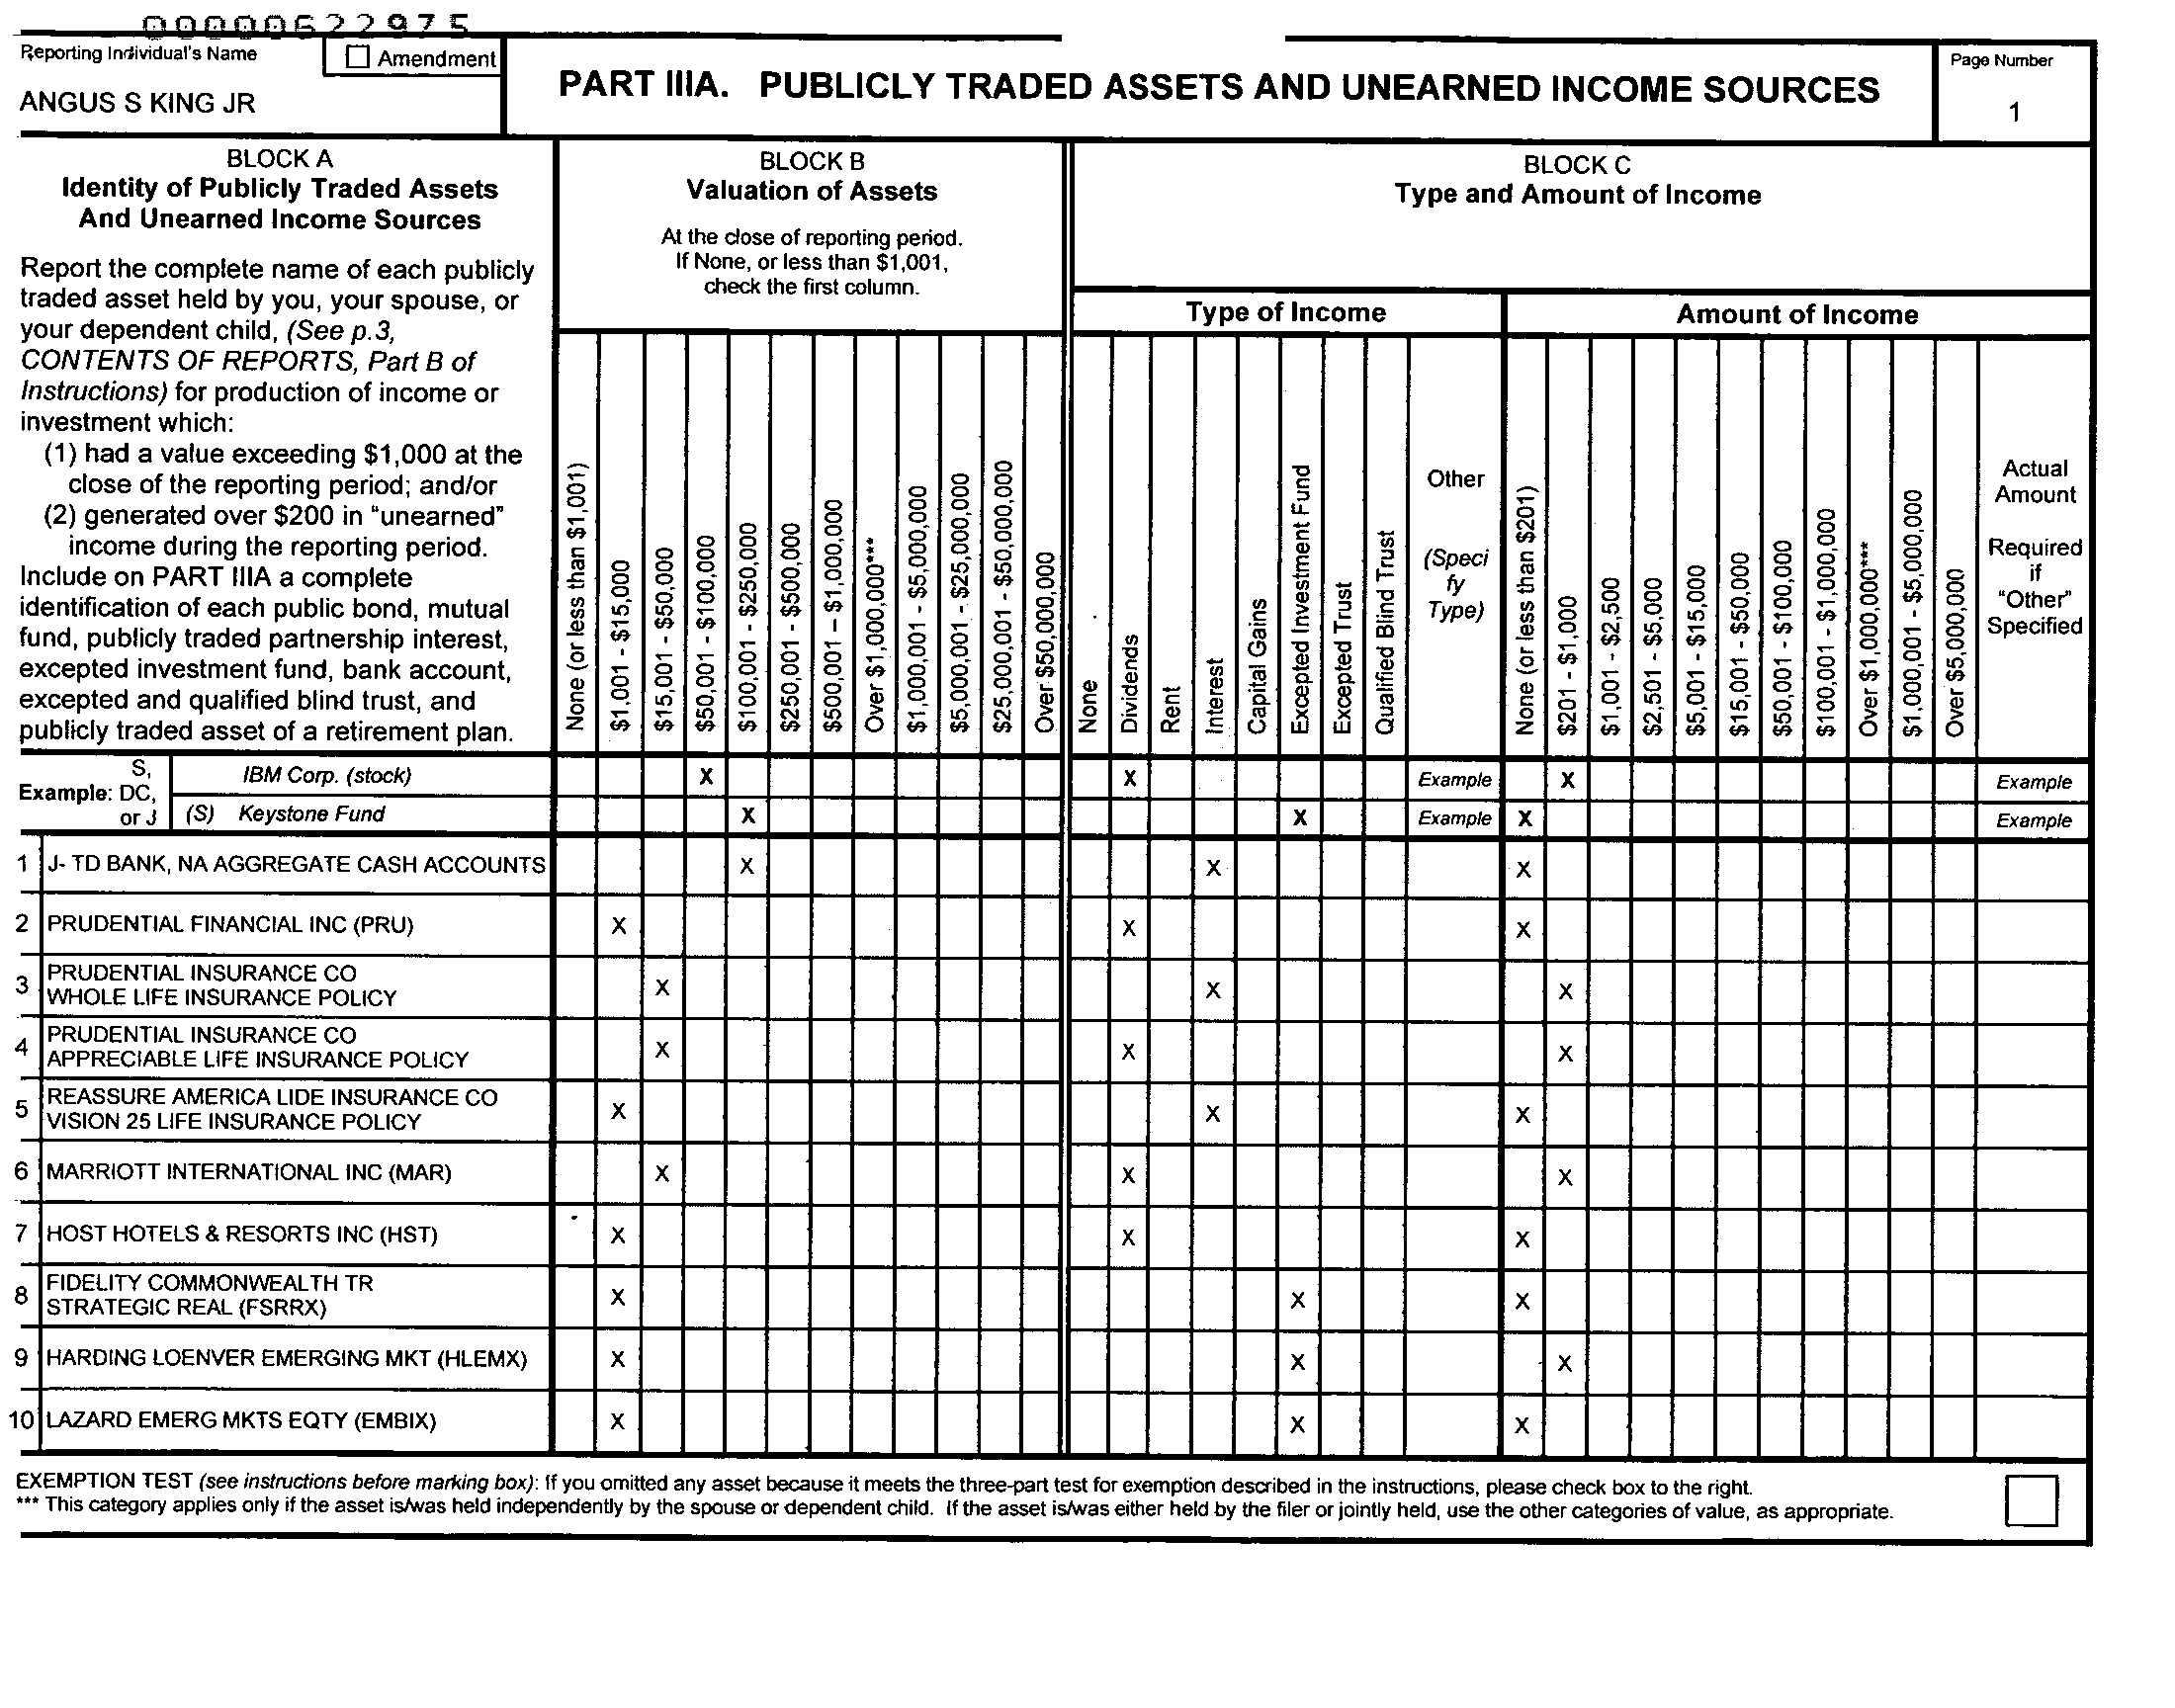 00000622975
Reporting Individual's Name
Amendment
ANGUS S KING JR
PART IIIA. PUBLICLY TRADED ASSETS AND UNEARNED INCOME SOURCES
Page Number
1
BLOCK A
Identity of Publicly Traded Assets
And Unearned Income Sources
Report the complete name of each publicly
traded asset held by you, your spouse, or
your dependent child, (See p.3,
CONTENTS OF REPORTS, Part B of
Instructions) for production of income or
investment which:
(1) had a value exceeding $1,000 at the
close of the reporting period; and/or
(2) generated over $200 in "unearned"
income during the reporting period.
Include on PART IIIA a complete
identification of each public bond, mutual
fund, publicly traded partnership interest,
excepted investment fund, bank account,
excepted and qualified blind trust, and
publicly traded asset of a retirement plan.
BLOCK B
Valuation of Assets
At the close of reporting period.
If None, or less than $1,001,
check the first column.
None (or less than $1,001)
$1,001 - $15,000
$15,001 - $50,000
$50,001 - $100,000
$100,001 - $250,000
$250,001 - $500,000
$500,001 – $1,000,000
Over $1,000,000***
$1,000,001 - $5,000,000
$5,000,001 - $25,000,000
$25,000,001 - $50,000,000
Over $50,000,000
BLOCK C
Type and Amount of Income
Type of Income
None
Dividends
Rent
Interest
Capital Gains
Excepted Investment Fund
Excepted Trust
Qualified Blind Trust
Other
(Speci
fy
Type)
Amount of Income
None (or less than $201)
$201 - $1,000
$1,001 - $2,500
$2,501 - $5,000
$5,001 - $15,000
$15,001 - $50,000
$50,001 - $100,000
$100,001 - $1,000,000
Over $1,000,000***
$1,000,001 - $5,000,000
Over $5,000,000
Actual
Amount
Required
if
"Other"
Specified
Example:
S,
DC,
or J
IBM Corp. (stock) X X Example X Example
(S) Keystone Fund X X Example X Example
1 J- TD BANK, NA AGGREGATE CASH ACCOUNTS X X X
2 PRUDENTIAL FINANCIAL INC (PRU) X X X
3 PRUDENTIAL INSURANCE CO
WHOLE LIFE INSURANCE POLICY X X X
4 PRUDENTIAL INSURANCE CO
APPRECIABLE LIFE INSURANCE POLICY X X X
5 REASSURE AMERICA LIDE INSURANCE CO
VISION 25 LIFE INSURANCE POLICY X X X
6 MARRIOTT INTERNATIONAL INC (MAR) X X X
7 HOST HOTELS & RESORTS INC (HST) X X X
8 FIDELITY COMMONWEALTH TR
STRATEGIC REAL (FSRRX) X X X
9 HARDING LOENVER EMERGING MKT (HLEMX) X X X
10 LAZARD EMERG MKTS EQTY (EMBIX) X X X
EXEMPTION TEST (see instructions before marking box): If you omitted any asset because it meets the three-part test for exemption described in the instructions, please check box to the right.
*** This category applies only if the asset is/was held independently by the spouse or dependent child. If the asset is/was either held by the filer or jointly held, use the other categories of value, as appropriate.